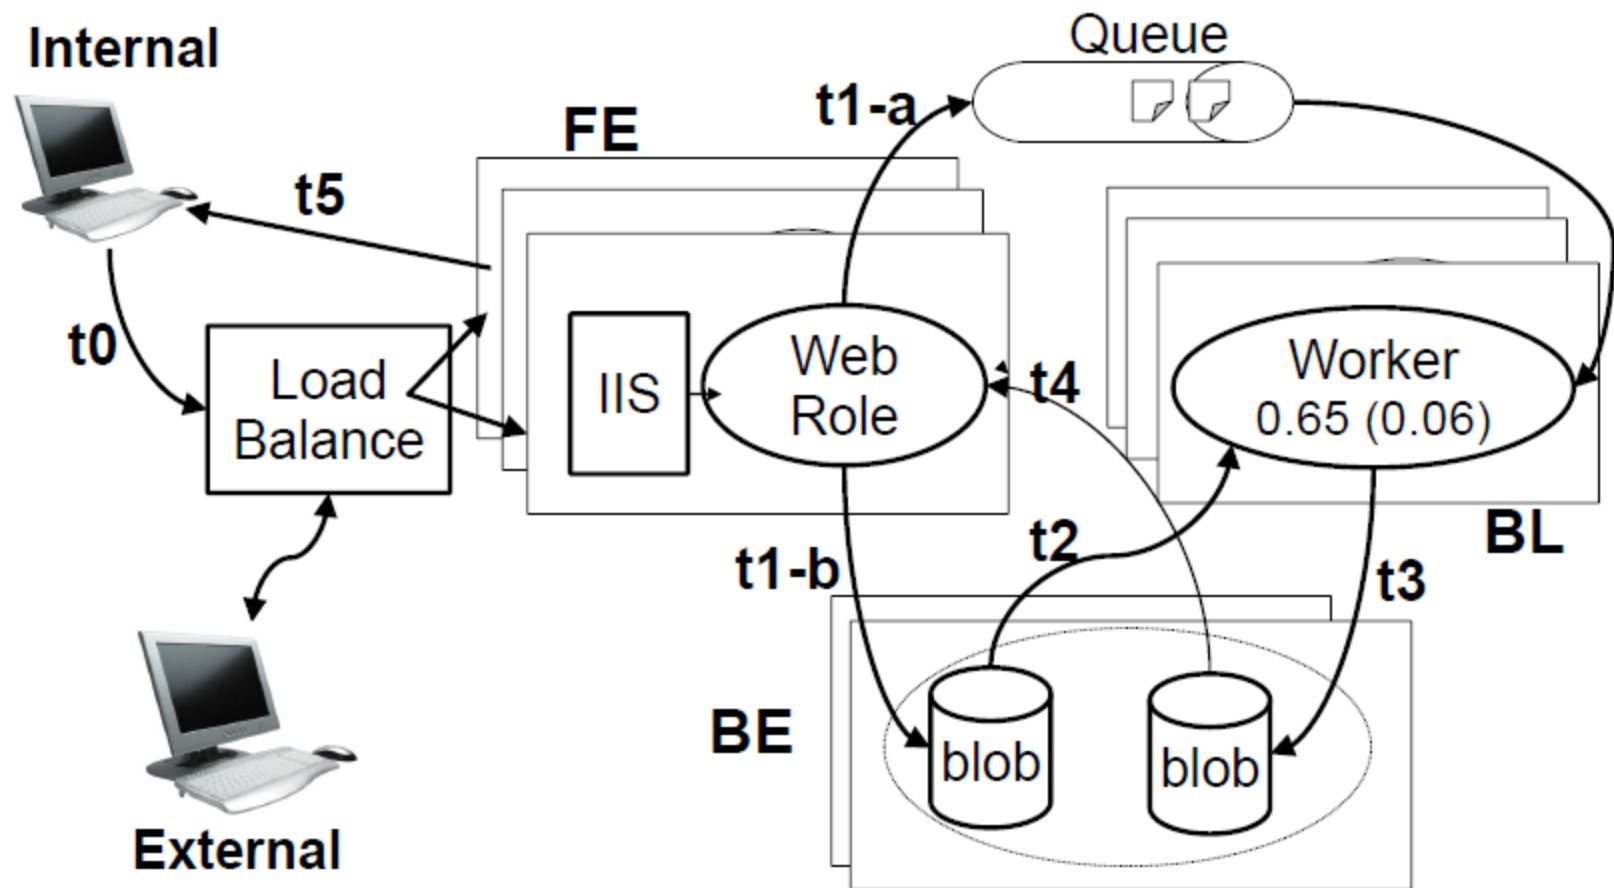 Internal
Queue
t1-a
FE
t5
t0
Load
Balance
IIS
Web
Role
t4
Worker
0.65 (0.06)
BL
t1-b
t2
t3
BE
blob
blob
External